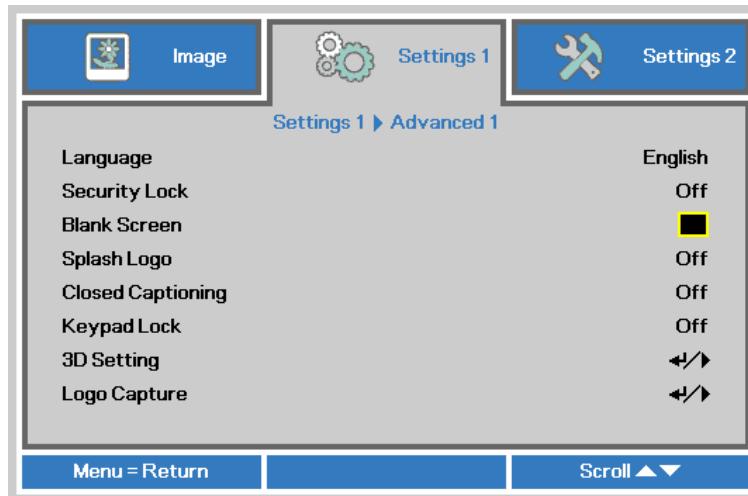 Image
Settings 1
Settings 2
Settings 1 Advanced 1
Language English
Security Lock Off
Blank Screen
Splash Logo Off
Closed Captioning Off
Keypad Lock Off
3D Setting ↵/▶
Logo Capture ↵/▶
Menu = Return
Scroll ▲▼